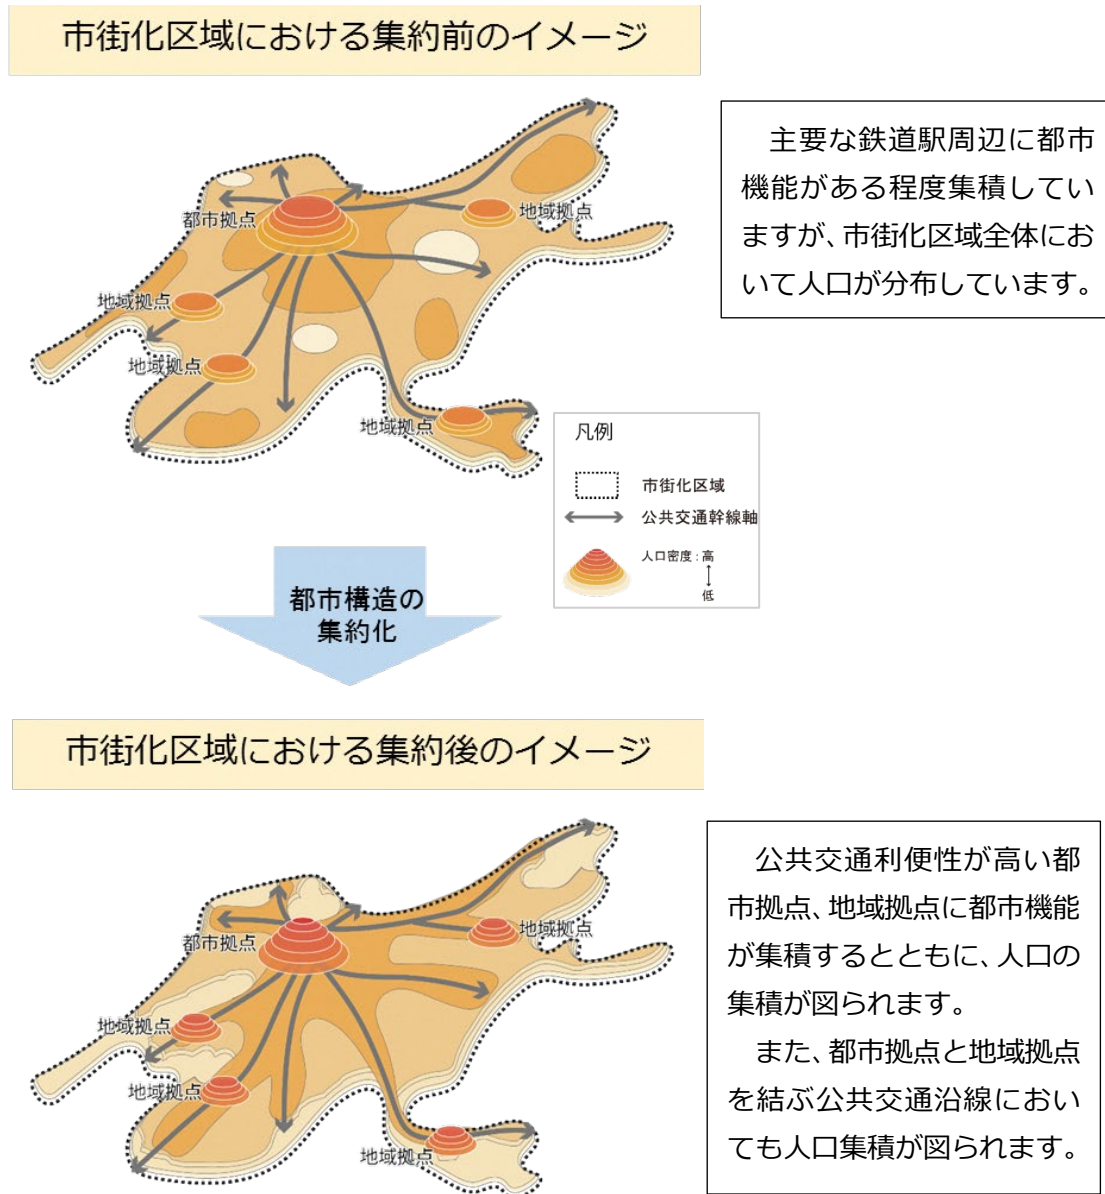 市街化区域における集約前のイメージ
主要な鉄道駅周辺に都市
機能がある程度集積してい
ますが、市街化区域全体にお
いて人口が分布しています。
都市拠点
地域拠点
地域拠点
地域拠点
地域拠点
凡例
市街化区域
公共交通幹線軸
人口密度：高
低
都市構造の
集約化
市街化区域における集約後のイメージ
公共交通利便性が高い都
市拠点、地域拠点に都市機能
が集積するとともに、人口の
集積が図られます。
また、都市拠点と地域拠点
を結ぶ公共交通沿線におい
ても人口集積が図られます。
都市拠点
地域拠点
地域拠点
地域拠点
地域拠点